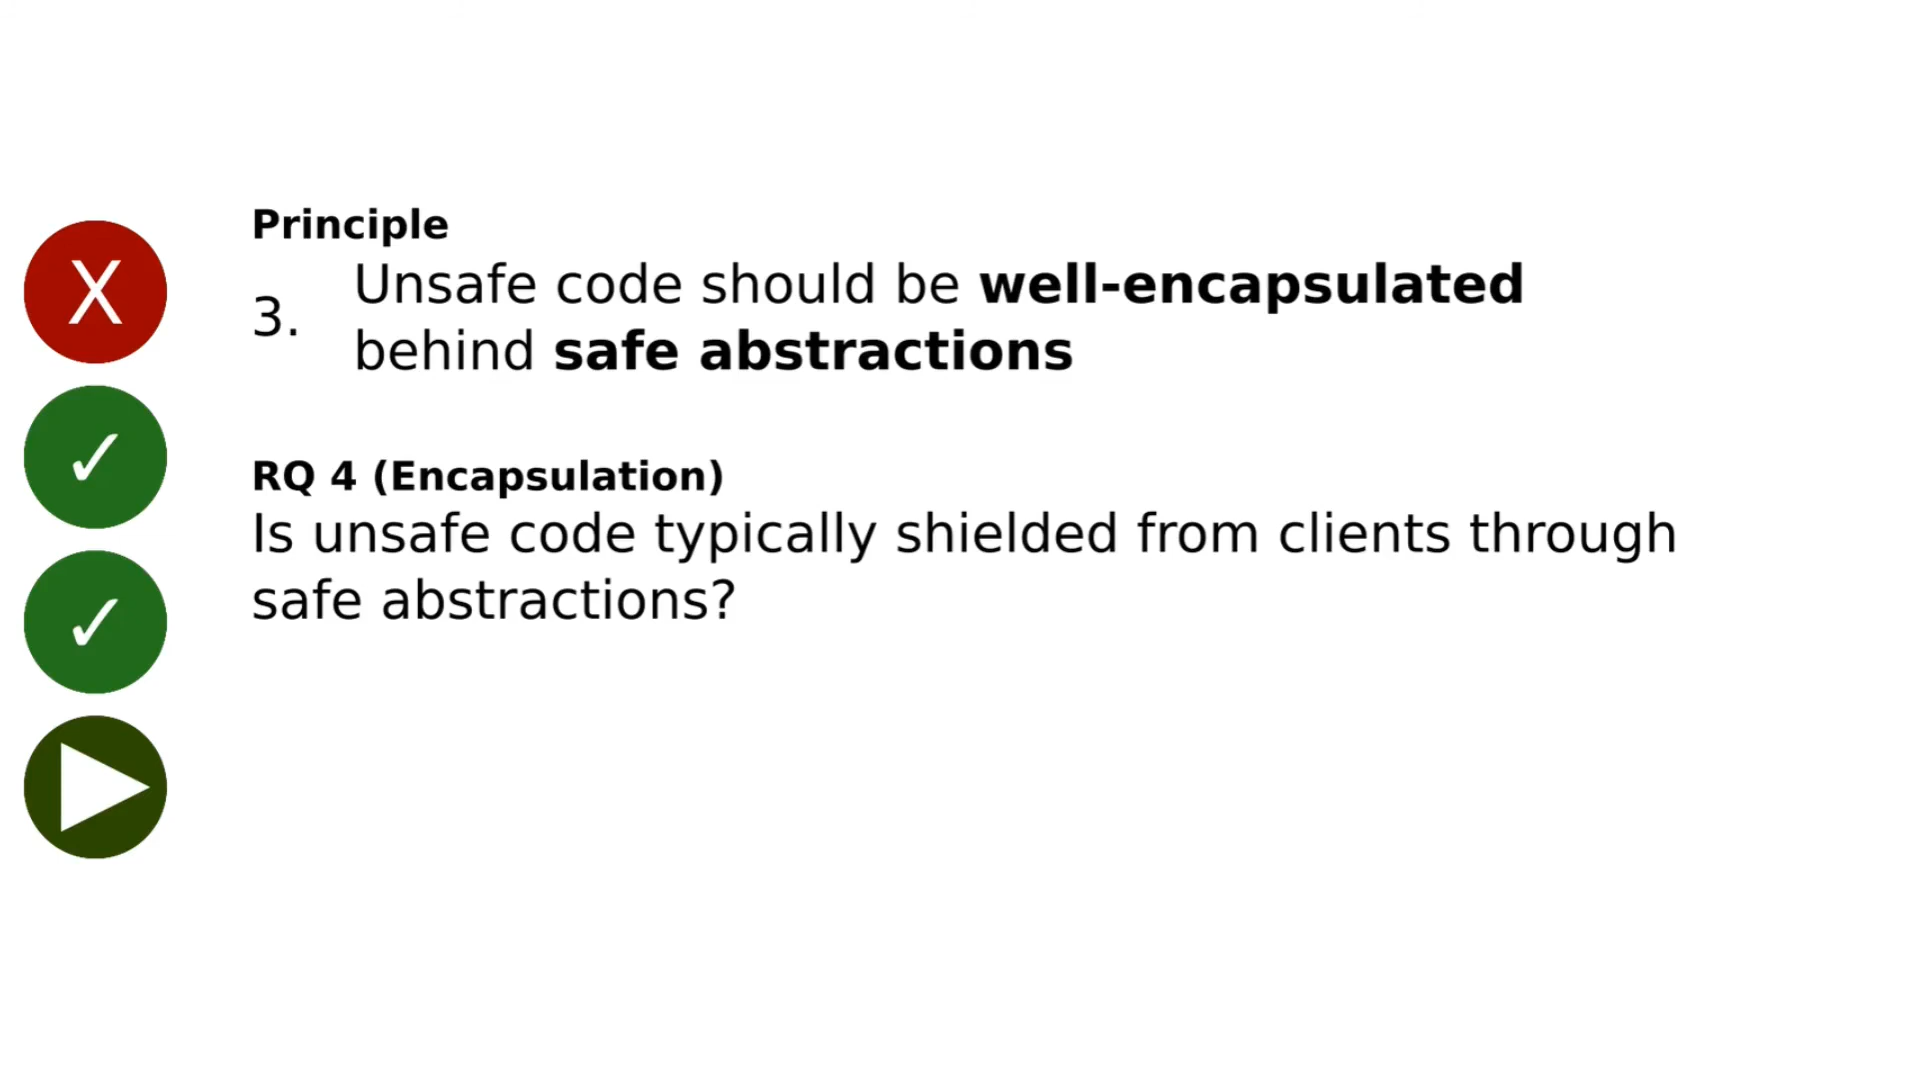 Principle
3. Unsafe code should be well-encapsulated
behind safe abstractions
RQ 4 (Encapsulation)
Is unsafe code typically shielded from clients through
safe abstractions?
X
✓
✓